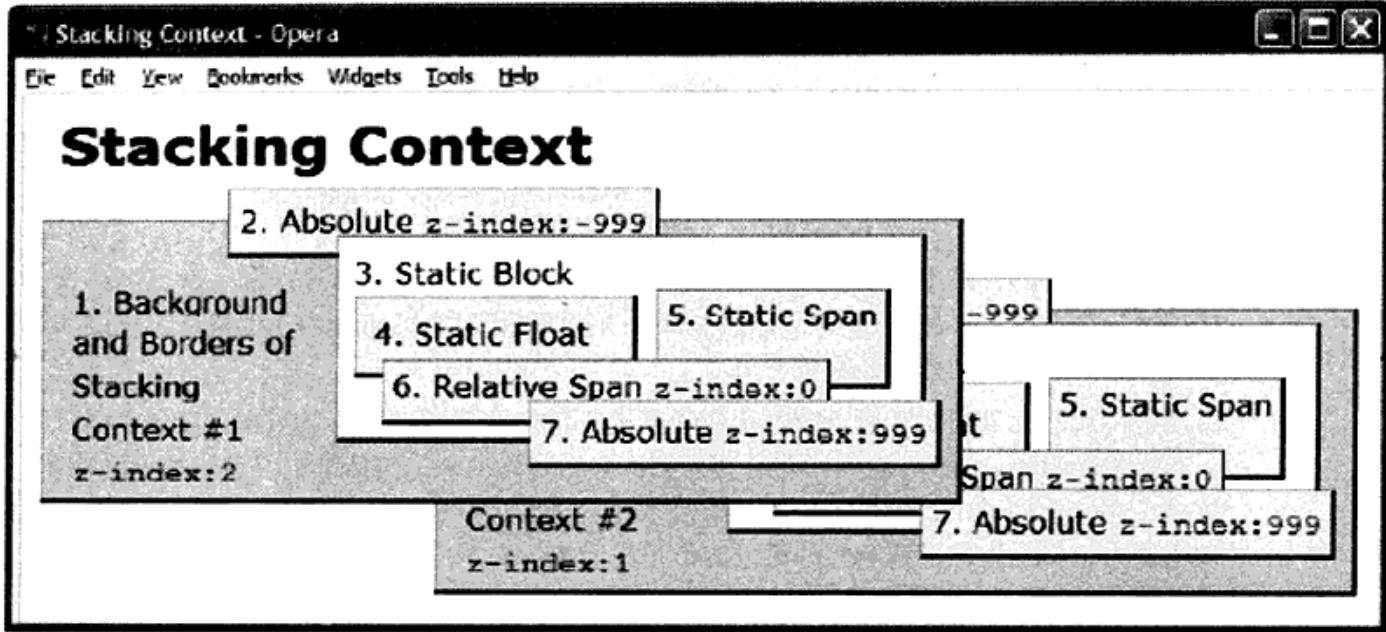 Stacking Context - Opera
File Edit View Bookmarks Widgets Tools Help
Stacking Context
2. Absolute z-index:-999
3. Static Block
1. Background
and Borders of
Stacking
Context #1
z-index:2
4. Static Float
5. Static Span
6. Relative Span z-index:0
7. Absolute z-index:999
-999
5. Static Span
Span z-index:0
7. Absolute z-index:999
Context #2
z-index:1